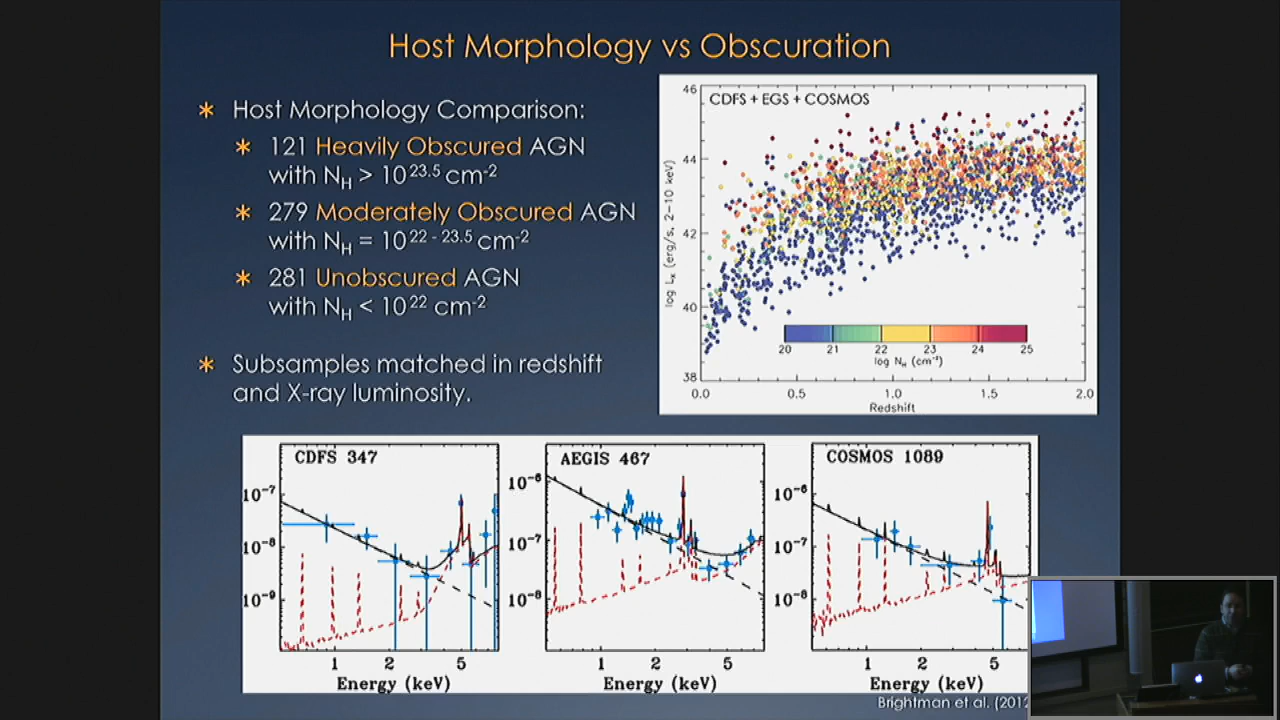 Host Morphology vs Obscuration
* Host Morphology Comparison:
* 121 Heavily Obscured AGN
with N_H > 10^23.5 cm^-2
* 279 Moderately Obscured AGN
with N_H = 10^22 - 23.5 cm^-2
* 281 Unobscured AGN
with N_H < 10^22 cm^-2
* Subsamples matched in redshift
and X-ray luminosity.
CDFS + EGS + COSMOS
log L_X (erg/s, 2-10 keV)
46
44
42
40
38
20 21 22 23 24 25
log N_H (cm^-2)
0.0 0.5 1.0 1.5 2.0
Redshift
CDFS 347
10^-7
10^-8
10^-9
1 2 5
Energy (keV)
AEGIS 467
10^-6
10^-7
10^-8
1 2 5
Energy (keV)
COSMOS 1089
10^-6
10^-7
10^-8
1 2 5
Energy (keV)
Brightman et al. (2012